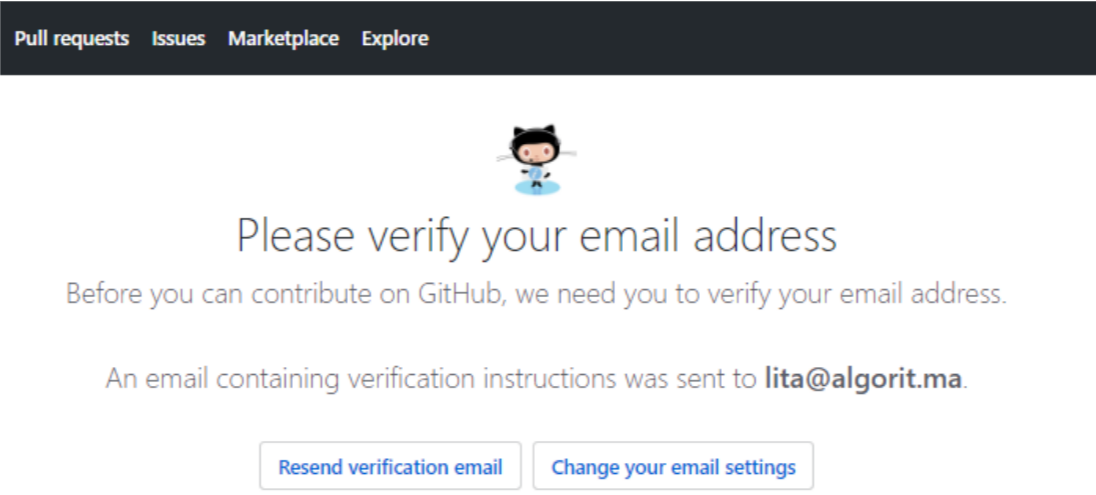 Pull requests Issues Marketplace Explore
Please verify your email address
Before you can contribute on GitHub, we need you to verify your email address.
An email containing verification instructions was sent to lita@algorit.ma.
Resend verification email Change your email settings